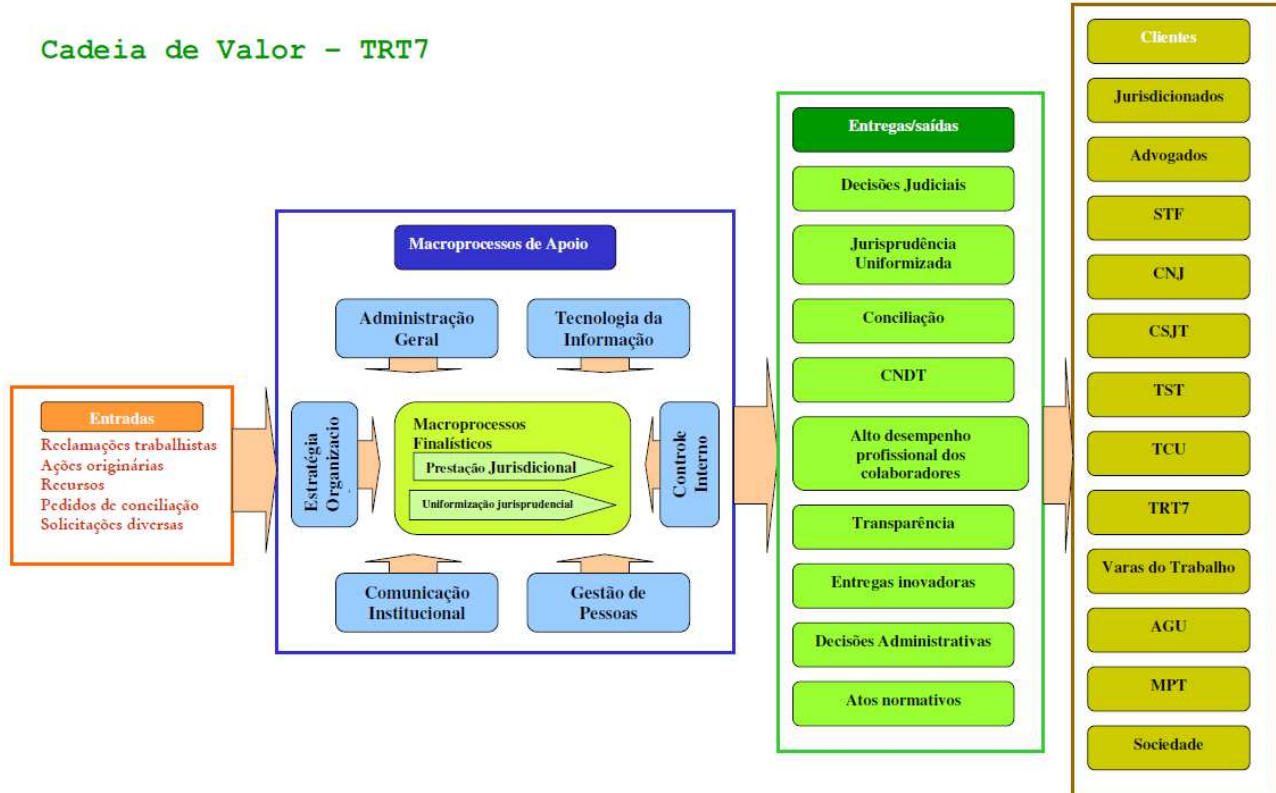 Cadeia de Valor – TRT7
Entradas
Reclamações trabalhistas
Ações originárias
Recursos
Pedidos de conciliação
Solicitações diversas
Macroprocessos de Apoio
Administração
Geral
Tecnologia da
Informação
Estratégia
Organizacio
Macroprocessos
Finalísticos
Prestação Jurisdicional
Uniformização jurisprudencial
Controle
Interno
Comunicação
Institucional
Gestão de
Pessoas
Entregas/saídas
Decisões Judiciais
Jurisprudência
Uniformizada
Conciliação
CNDT
Alto desempenho
profissional dos
colaboradores
Transparência
Entregas inovadoras
Decisões Administrativas
Atos normativos
Clientes
Jurisdicionados
Advogados
STF
CNJ
CSJT
TST
TCU
TRT7
Varas do Trabalho
AGU
MPT
Sociedade